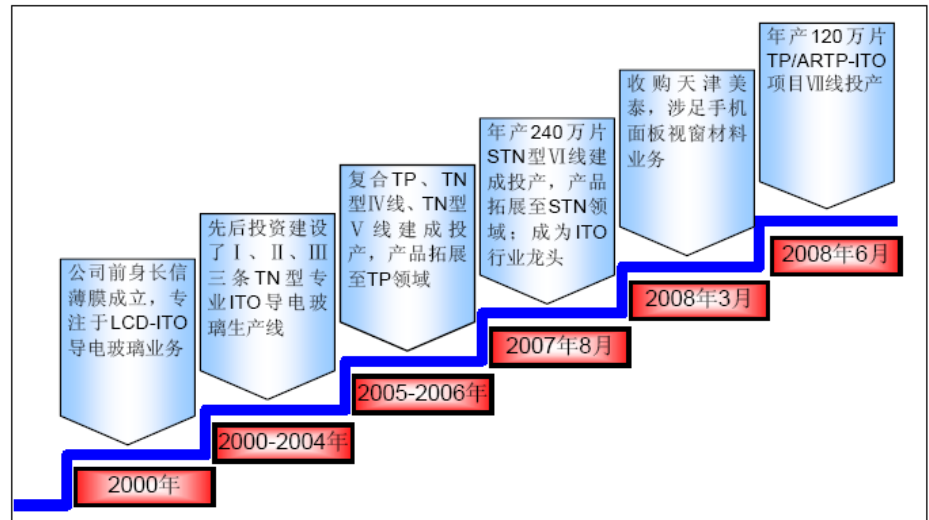 公司前身长信
薄膜成立，专
注于LCD-ITO
导电玻璃业务
2000年
先后投资建设
了Ⅰ、Ⅱ、Ⅲ
三条TN型专
业ITO导电玻
璃生产线
2000-2004年
复合TP、TN
型Ⅳ线、TN型
Ⅴ线建成投
产，产品拓展
至TP领域
2005-2006年
年产240万片
STN型Ⅵ线建
成投产，产品
拓展至STN领
域；成为ITO
行业龙头
2007年8月
收购天津美
泰，涉足手机
面板视窗材料
业务
2008年3月
年产120万片
TP/ARTP-ITO
项目Ⅶ线投产
2008年6月